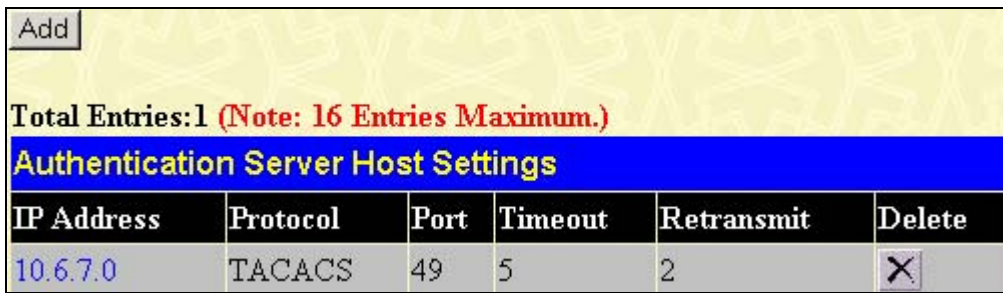 Add
Total Entries:1 (Note: 16 Entries Maximum.)
Authentication Server Host Settings
IP Address Protocol Port Timeout Retransmit Delete
10.6.7.0 TACACS 49 5 2